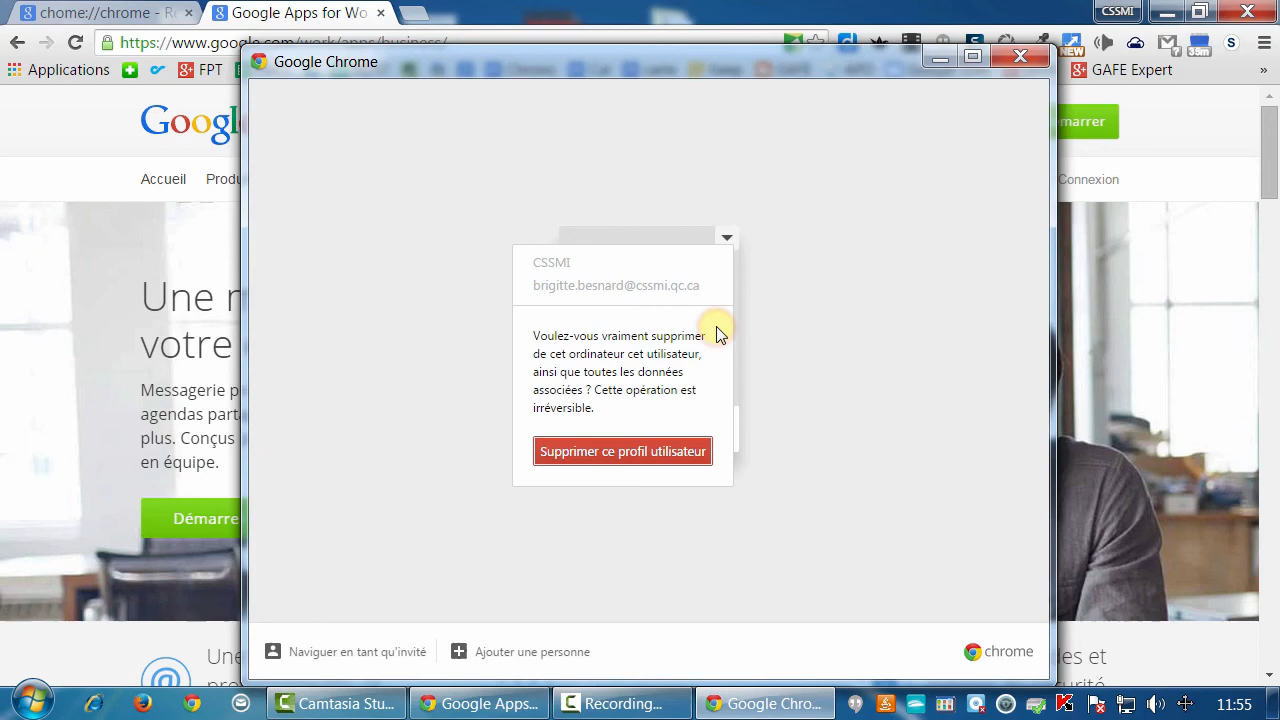 chome://chrome - Re
Google Apps for Wo
CSSMI
https://www.google.com/work/apps/business/
NEW
35m
Applications
FPT
GAFE Expert
»
Google Chrome
Goog
marrer
Accueil
Produ
Connexion
CSSMI
brigitte.besnard@cssmi.qc.ca
Voulez-vous vraiment supprimer
de cet ordinateur cet utilisateur,
ainsi que toutes les données
associées ? Cette opération est
irréversible.
Supprimer ce profil utilisateur
Une
votre
Messagerie p
agendas parta
plus. Conçus
en équipe.
Démarre
Naviguer en tant qu'invité
Ajouter une personne
chrome
Une
es et
Camtasia Stu...
Google Apps...
Recording...
Google Chro...
11:55